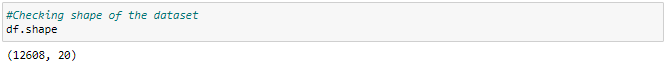 #Checking shape of the dataset
df.shape
(12608, 20)